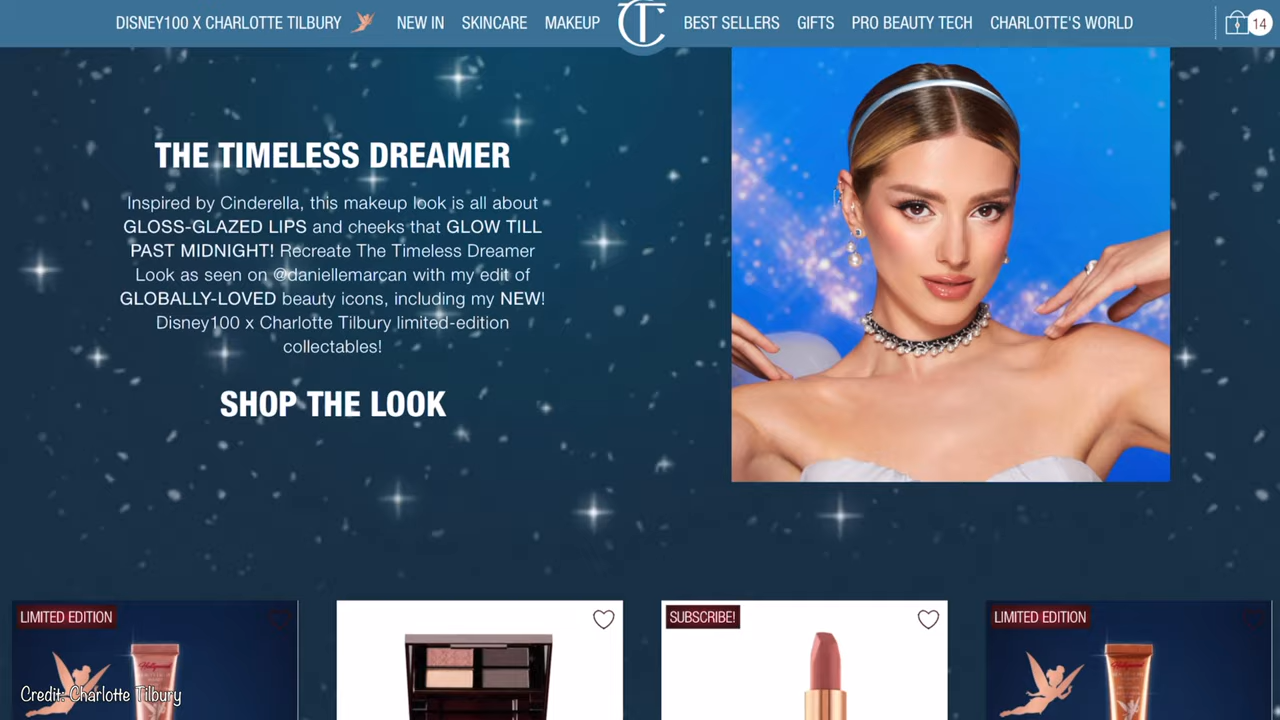 DISNEY100 X CHARLOTTE TILBURY NEW IN SKINCARE MAKEUP CT BEST SELLERS GIFTS PRO BEAUTY TECH CHARLOTTE'S WORLD 14
THE TIMELESS DREAMER
Inspired by Cinderella, this makeup look is all about
GLOSS-GLAZED LIPS and cheeks that GLOW TILL
PAST MIDNIGHT! Recreate The Timeless Dreamer
Look as seen on @daniellemarcan with my edit of
GLOBALLY-LOVED beauty icons, including my NEW!
Disney100 x Charlotte Tilbury limited-edition
collectables!
SHOP THE LOOK
LIMITED EDITION
SUBSCRIBE!
LIMITED EDITION
Hollywood
Hollywood
Credit: Charlotte Tilbury